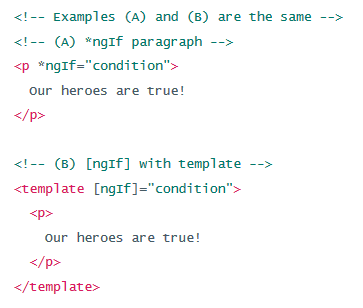 <!-- Examples (A) and (B) are the same -->
<!-- (A) *ngIf paragraph -->
<p *ngIf="condition">
  Our heroes are true!
</p>

<!-- (B) [ngIf] with template -->
<template [ngIf]="condition">
  <p>
    Our heroes are true!
  </p>
</template>